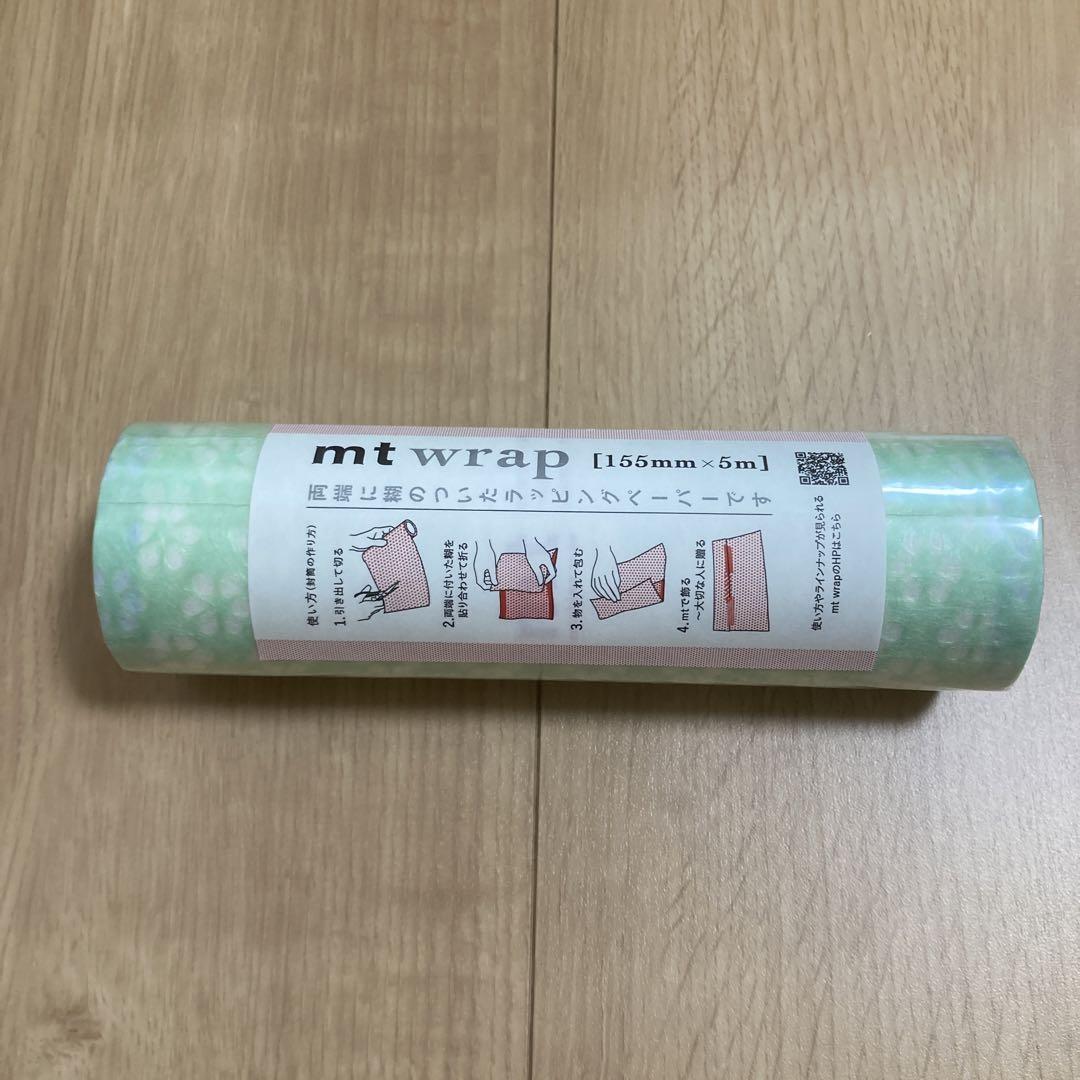 mt wrap [155mm×5m]
両端に糊のついたラッピングペーパーです
使い方(封筒の作り方)
1.引き出して切る
2.両端に付いた糊を
貼り合わせて折る
3.物を入れて包む
4.mtで飾る
～大切な人に贈る
使い方やラインナップが見られる
mt wrapのHPはこちら